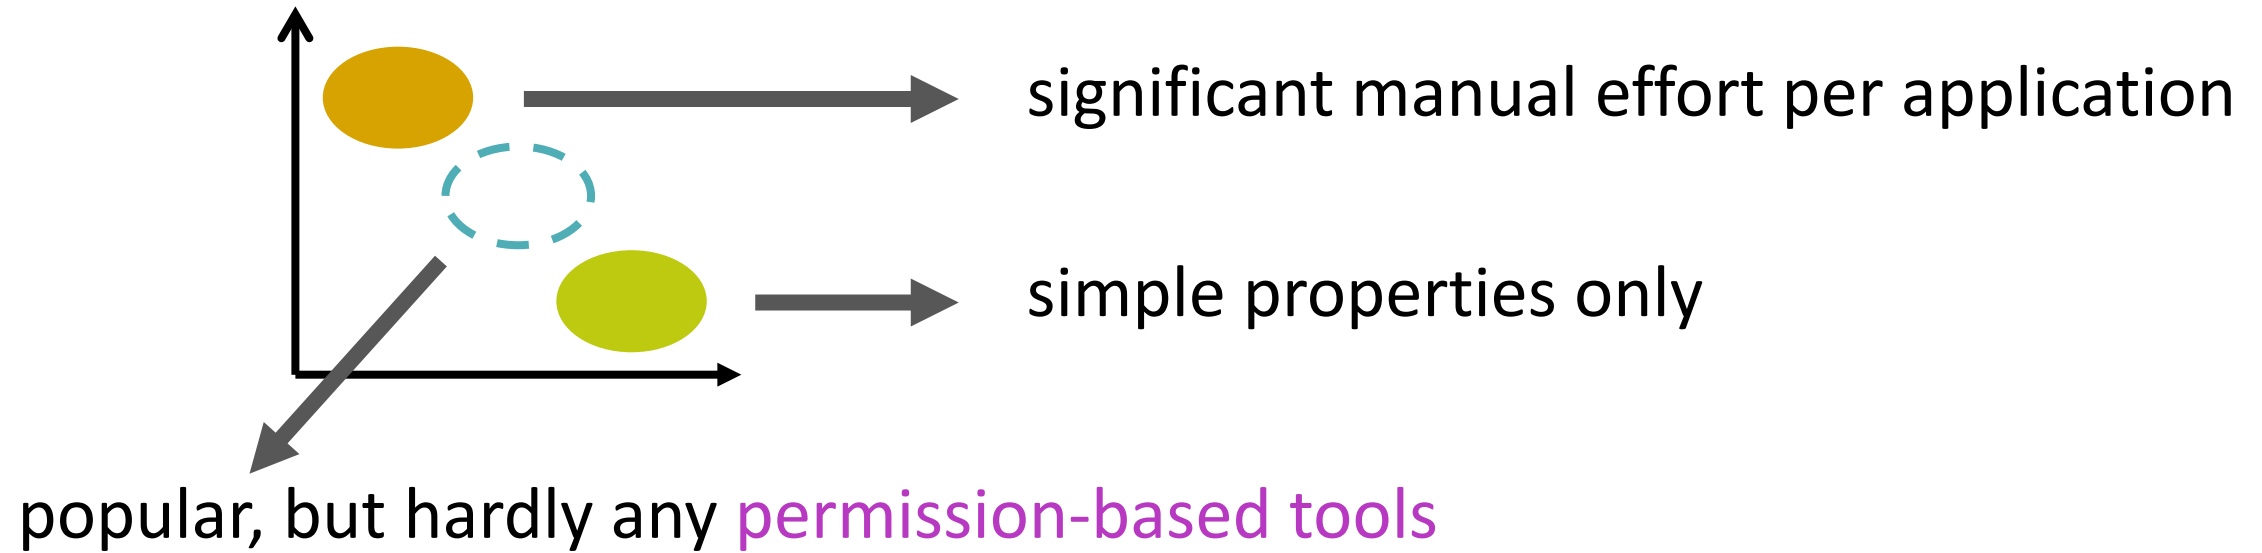 significant manual effort per application
simple properties only
popular, but hardly any permission-based tools